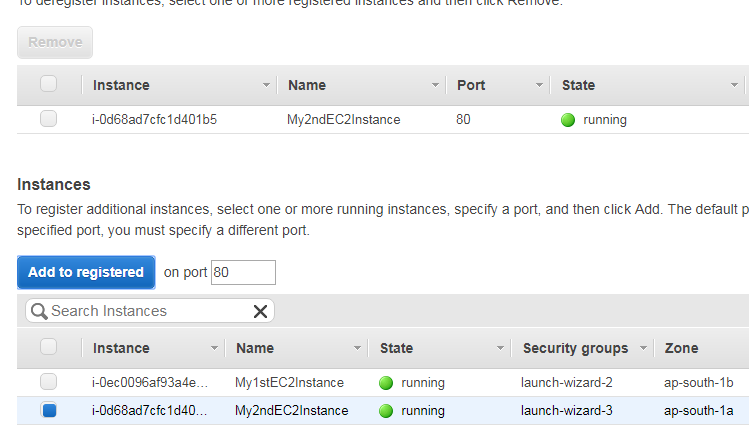 To deregister instances, select one or more registered instances and then click Remove.
Remove
Instance Name Port State
i-0d68ad7cfc1d401b5 My2ndEC2Instance 80 running
Instances
To register additional instances, select one or more running instances, specify a port, and then click Add. The default p
specified port, you must specify a different port.
Add to registered on port 80
Search Instances
Instance Name State Security groups Zone
i-0ec0096af93a4e... My1stEC2Instance running launch-wizard-2 ap-south-1b
i-0d68ad7cfc1d40... My2ndEC2Instance running launch-wizard-3 ap-south-1a